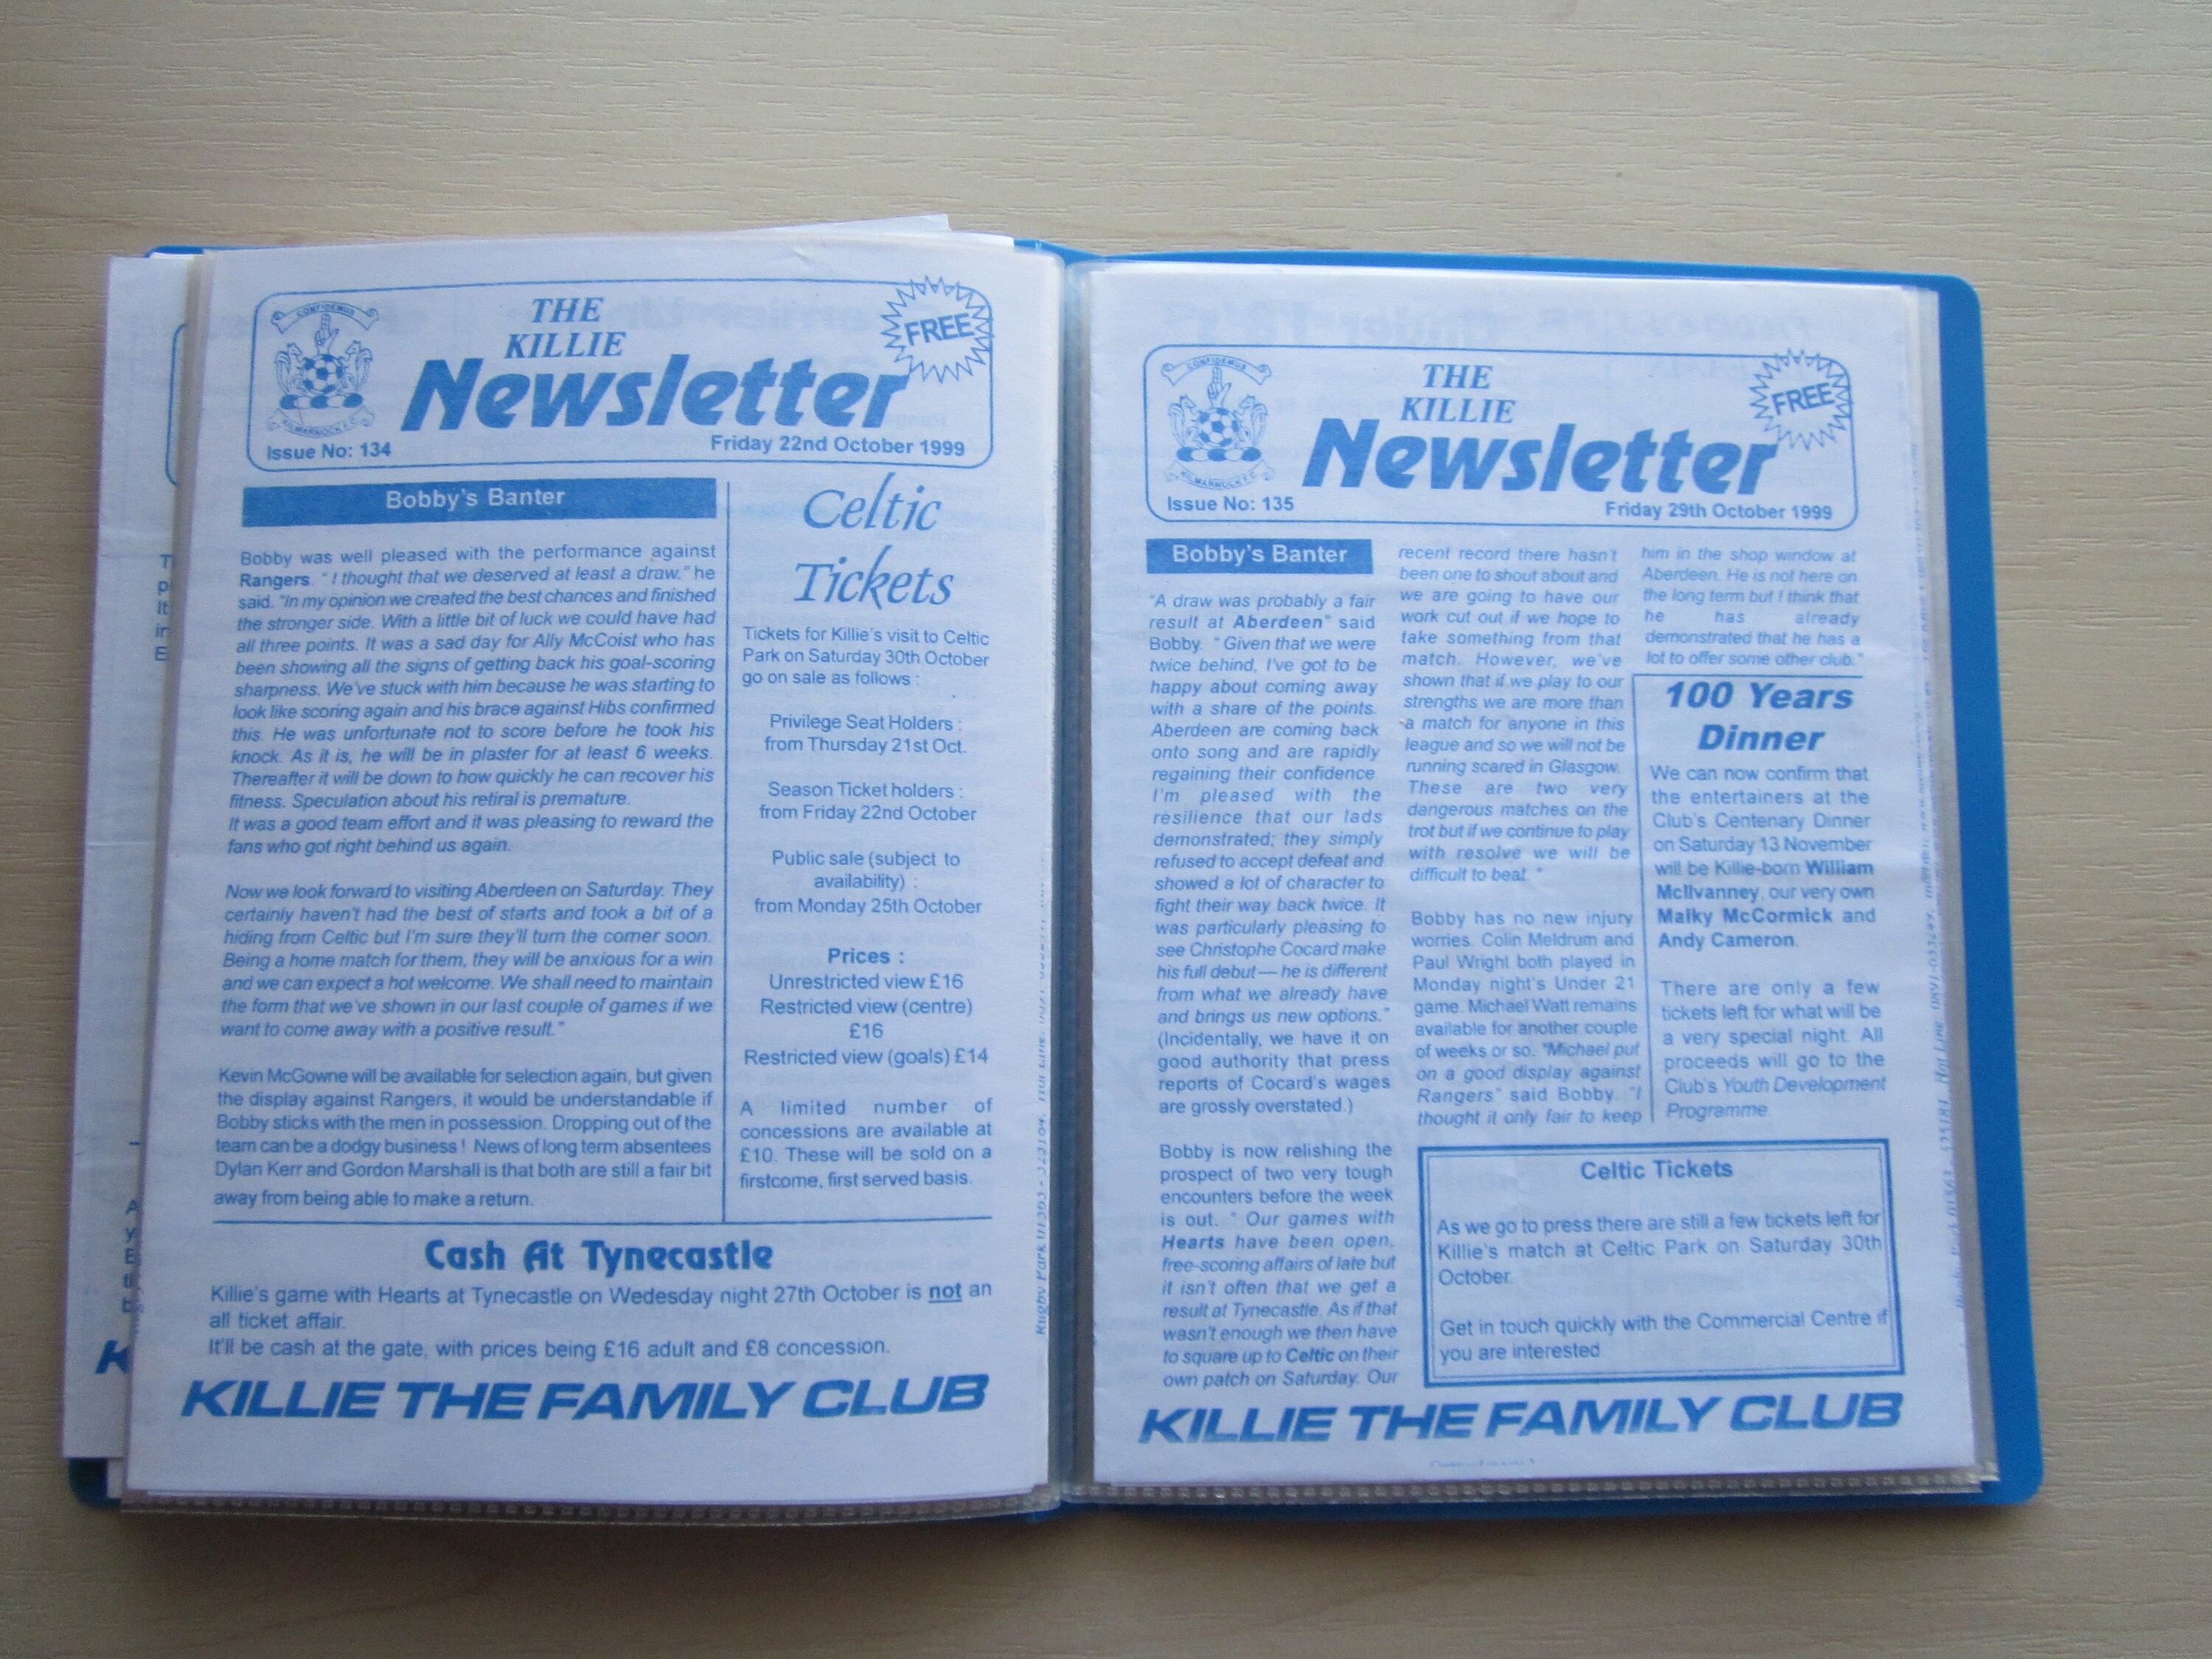 CONFIDEMUS
KILMARNOCK F.C.
THE
KILLIE
Newsletter
FREE
Issue No: 134
Friday 22nd October 1999
Bobby's Banter
Bobby was well pleased with the performance against
Rangers. "I thought that we deserved at least a draw." he
said. "In my opinion we created the best chances and finished
the stronger side. With a little bit of luck we could have had
all three points. It was a sad day for Ally McCoist who has
been showing all the signs of getting back his goal-scoring
sharpness. We've stuck with him because he was starting to
look like scoring again and his brace against Hibs confirmed
this. He was unfortunate not to score before he took his
knock. As it is, he will be in plaster for at least 6 weeks.
Thereafter it will be down to how quickly he can recover his
fitness. Speculation about his retiral is premature.
It was a good team effort and it was pleasing to reward the
fans who got right behind us again.
Now we look forward to visiting Aberdeen on Saturday. They
certainly haven't had the best of starts and took a bit of a
hiding from Celtic but I'm sure they'll turn the corner soon.
Being a home match for them, they will be anxious for a win
and we can expect a hot welcome. We shall need to maintain
the form that we've shown in our last couple of games if we
want to come away with a positive result."
Kevin McGowne will be available for selection again, but given
the display against Rangers, it would be understandable if
Bobby sticks with the men in possession. Dropping out of the
team can be a dodgy business ! News of long term absentees
Dylan Kerr and Gordon Marshall is that both are still a fair bit
away from being able to make a return.
Celtic
Tickets
Tickets for Killie's visit to Celtic
Park on Saturday 30th October
go on sale as follows :
Privilege Seat Holders :
from Thursday 21st Oct.
Season Ticket holders :
from Friday 22nd October
Public sale (subject to
availability) :
from Monday 25th October
Prices :
Unrestricted view £16
Restricted view (centre)
£16
Restricted view (goals) £14
A limited number of
concessions are available at
£10. These will be sold on a
firstcome, first served basis.
Cash At Tynecastle
Killie's game with Hearts at Tynecastle on Wedesday night 27th October is not an
all ticket affair.
It'll be cash at the gate, with prices being £16 adult and £8 concession.
KILLIE THE FAMILY CLUB
CONFIDEMUS
KILMARNOCK F.C.
THE
KILLIE
Newsletter
FREE
Issue No: 135
Friday 29th October 1999
Bobby's Banter
"A draw was probably a fair
result at Aberdeen" said
Bobby. "Given that we were
twice behind, I've got to be
happy about coming away
with a share of the points.
Aberdeen are coming back
onto song and are rapidly
regaining their confidence.
I'm pleased with the
resilience that our lads
demonstrated; they simply
refused to accept defeat and
showed a lot of character to
fight their way back twice. It
was particularly pleasing to
see Christophe Cocard make
his full debut— he is different
from what we already have
and brings us new options."
(Incidentally, we have it on
good authority that press
reports of Cocard's wages
are grossly overstated.)
Bobby is now relishing the
prospect of two very tough
encounters before the week
is out. " Our games with
Hearts have been open,
free-scoring affairs of late but
it isn't often that we get a
result at Tynecastle. As if that
wasn't enough we then have
to square up to Celtic on their
own patch on Saturday. Our
recent record there hasn't
been one to shout about and
we are going to have our
work cut out if we hope to
take something from that
match. However, we've
shown that if we play to our
strengths we are more than
a match for anyone in this
league and so we will not be
running scared in Glasgow.
These are two very
dangerous matches on the
trot but if we continue to play
with resolve we will be
difficult to beat. "
Bobby has no new injury
worries. Colin Meldrum and
Paul Wright both played in
Monday night's Under 21
game. Michael Watt remains
available for another couple
of weeks or so. "Michael put
on a good display against
Rangers" said Bobby. "I
thought it only fair to keep
him in the shop window at
Aberdeen. He is not here on
the long term but I think that
he has already
demonstrated that he has a
lot to offer some other club."
100 Years
Dinner
We can now confirm that
the entertainers at the
Club's Centenary Dinner
on Saturday 13 November
will be Killie-born William
McIlvanney, our very own
Malky McCormick and
Andy Cameron.
There are only a few
tickets left for what will be
a very special night. All
proceeds will go to the
Club's Youth Development
Programme.
Celtic Tickets
As we go to press there are still a few tickets left for
Killie's match at Celtic Park on Saturday 30th
October.
Get in touch quickly with the Commercial Centre if
you are interested
KILLIE THE FAMILY CLUB